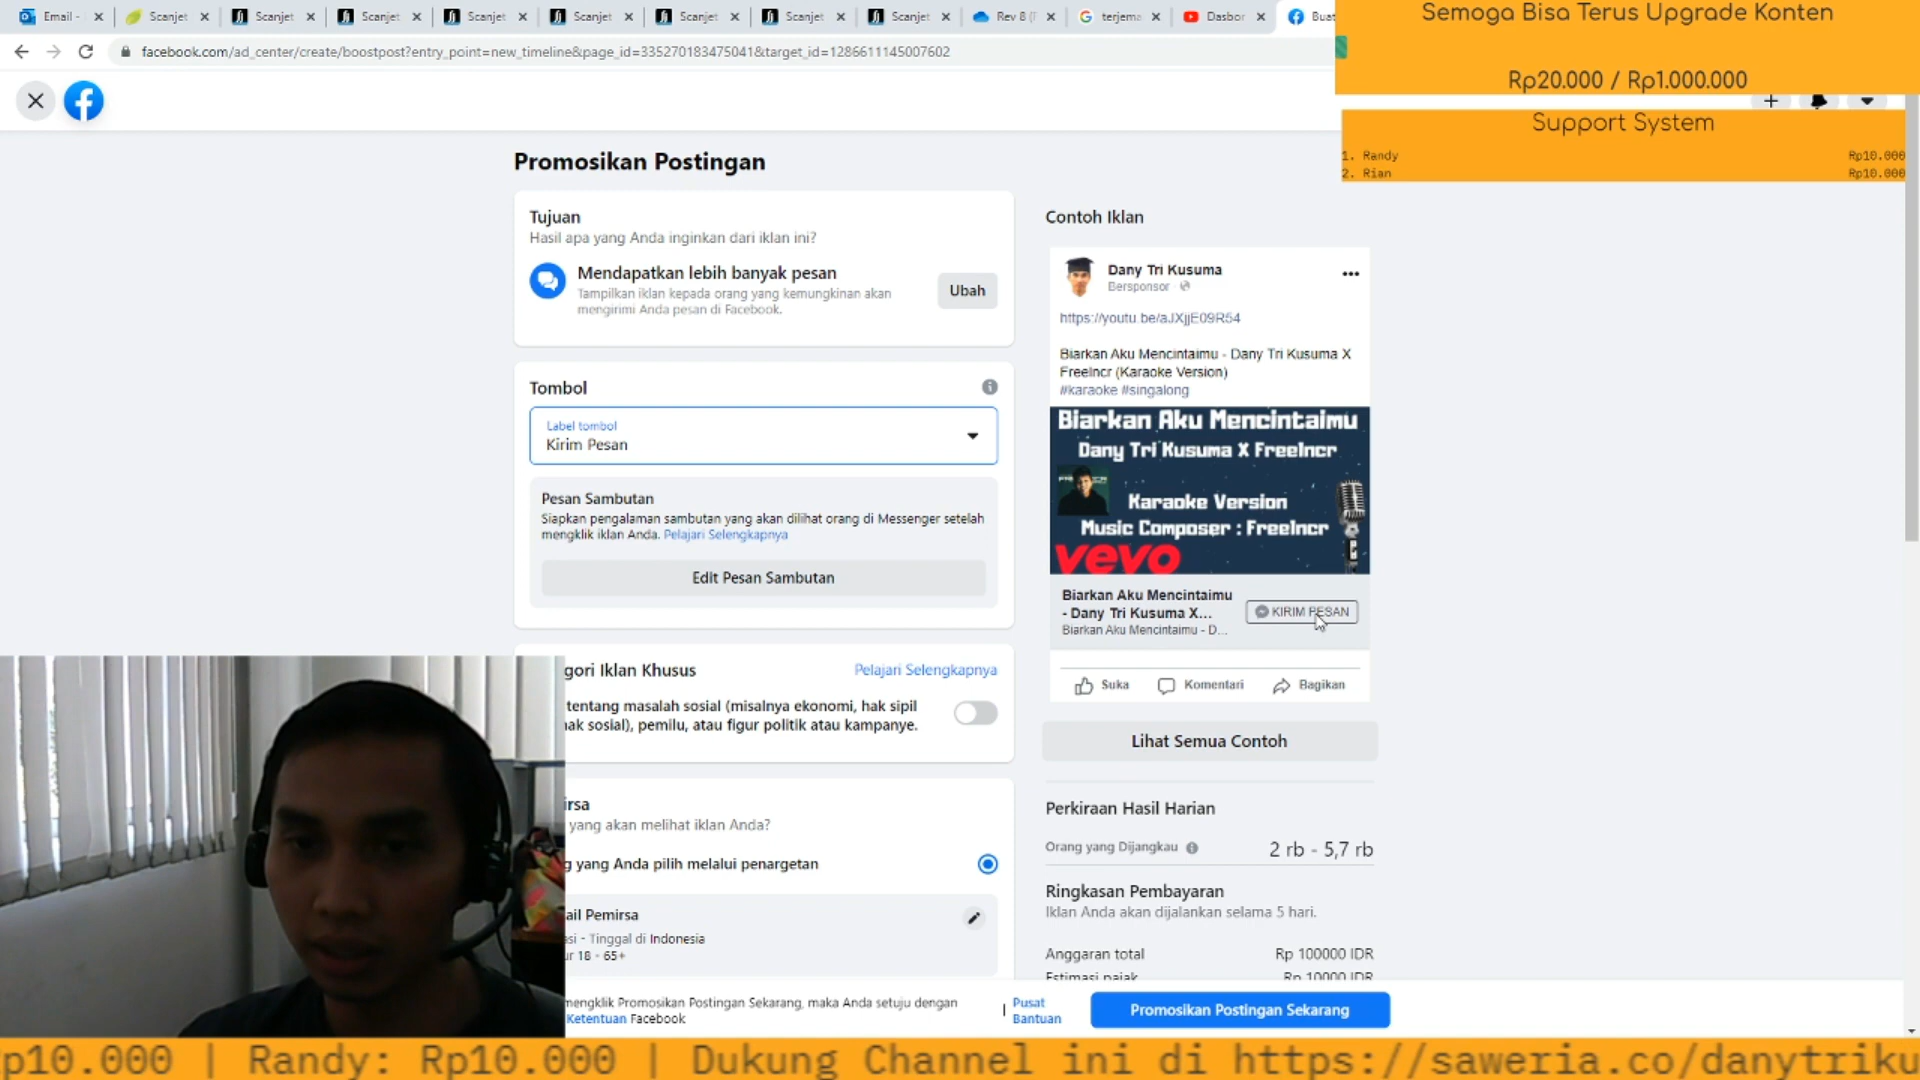 Email -
Scanjet
Scanjet
Scanjet
Scanjet
Scanjet
Scanjet
Scanjet
Scanjet
Rev 8 (
terjem
Dasbor
Buat
facebook.com/ad_center/create/boostpost?entry_point=new_timeline&page_id=335270183475041&target_id=1286611145007602
Semoga Bisa Terus Upgrade Konten
Rp20.000 / Rp1.000.000
Support System
1. Randy Rp10.000
2. Rian Rp10.000
Promosikan Postingan
Tujuan
Hasil apa yang Anda inginkan dari iklan ini?
Mendapatkan lebih banyak pesan
Tampilkan iklan kepada orang yang kemungkinan akan
mengirimi Anda pesan di Facebook.
Ubah
Tombol
Label tombol
Kirim Pesan
Pesan Sambutan
Siapkan pengalaman sambutan yang akan dilihat orang di Messenger setelah
mengklik iklan Anda. Pelajari Selengkapnya
Edit Pesan Sambutan
gori Iklan Khusus
Pelajari Selengkapnya
tentang masalah sosial (misalnya ekonomi, hak sipil
ak sosial), pemilu, atau figur politik atau kampanye.
irsa
yang akan melihat iklan Anda?
g yang Anda pilih melalui penargetan
ail Pemirsa
asi - Tinggal di Indonesia
ur 18 - 65+
mengklik Promosikan Postingan Sekarang, maka Anda setuju dengan
Ketentuan Facebook
Pusat
Bantuan
Promosikan Postingan Sekarang
Contoh Iklan
Dany Tri Kusuma
Bersponsor
https://youtu.be/aJXjjE09R54
Biarkan Aku Mencintaimu - Dany Tri Kusuma X
Freelncr (Karaoke Version)
#karaoke #singalong
Biarkan Aku Mencintaimu
Dany Tri Kusuma X Freelncr
Karaoke Version
Music Composer : Freelncr
vevo
Biarkan Aku Mencintaimu
- Dany Tri Kusuma X...
Biarkan Aku Mencintaimu - D...
KIRIM PESAN
Suka
Komentari
Bagikan
Lihat Semua Contoh
Perkiraan Hasil Harian
Orang yang Dijangkau 2 rb - 5,7 rb
Ringkasan Pembayaran
Iklan Anda akan dijalankan selama 5 hari.
Anggaran total Rp 100000 IDR
Estimasi pajak Rp 10000 IDR
p10.000 | Randy: Rp10.000 | Dukung Channel ini di https://saweria.co/danytriku